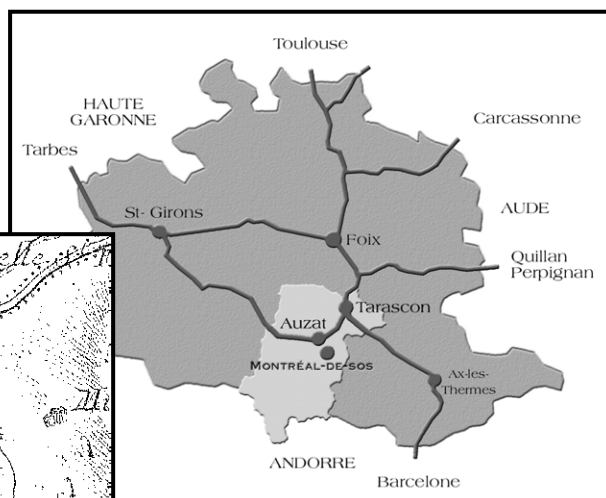 Toulouse
HAUTE
GARONNE
Carcassonne
Tarbes
St- Girons
AUDE
Foix
Quillan
Perpignan
Tarascon
Auzat
MONTRÉAL-DE-SOS
Ax-les-
Thermes
ANDORRE
Barcelone